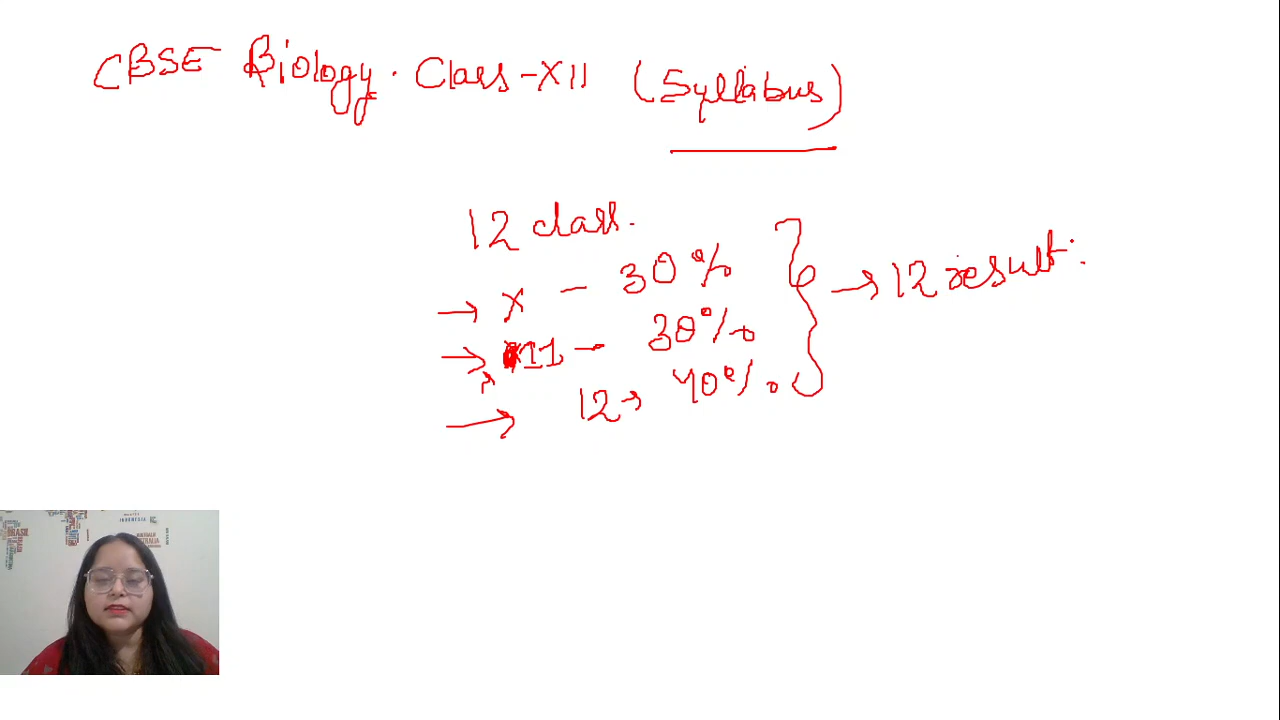 CBSE Biology. Class-XII (Syllabus)
12 class.
→ X - 30%
→ 11 - 30%
→ 12 → 40%
→ 12 result: